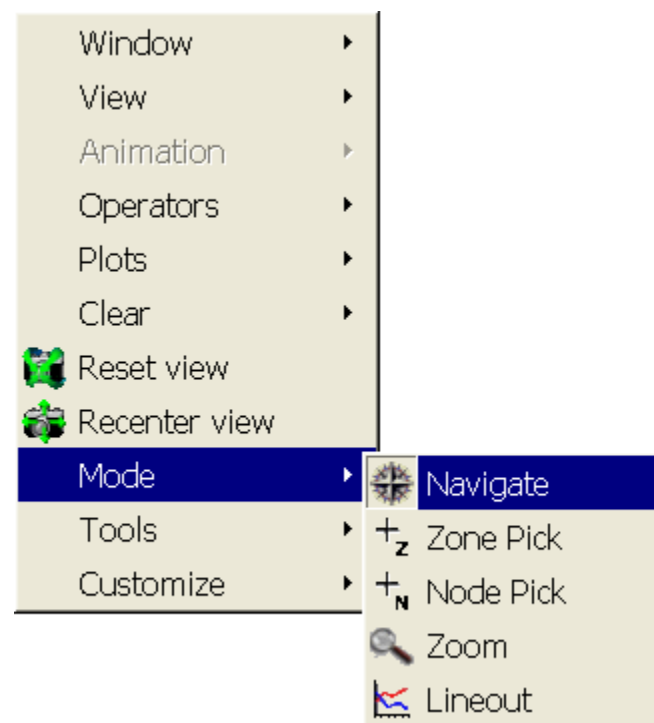 Window
View
Animation
Operators
Plots
Clear
Reset view
Recenter view
Mode
Tools
Customize
Navigate
Z Zone Pick
N Node Pick
Zoom
Lineout